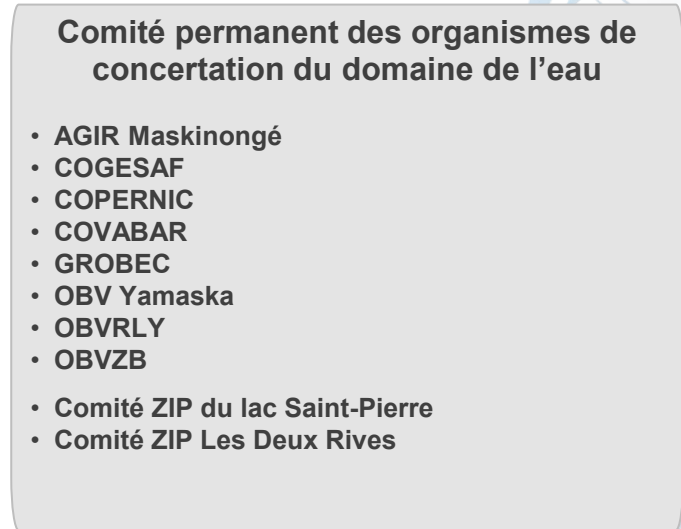 Comité permanent des organismes de
concertation du domaine de l’eau
• AGIR Maskinongé
• COGESAF
• COPERNIC
• COVABAR
• GROBEC
• OBV Yamaska
• OBVRLY
• OBVZB
• Comité ZIP du lac Saint-Pierre
• Comité ZIP Les Deux Rives